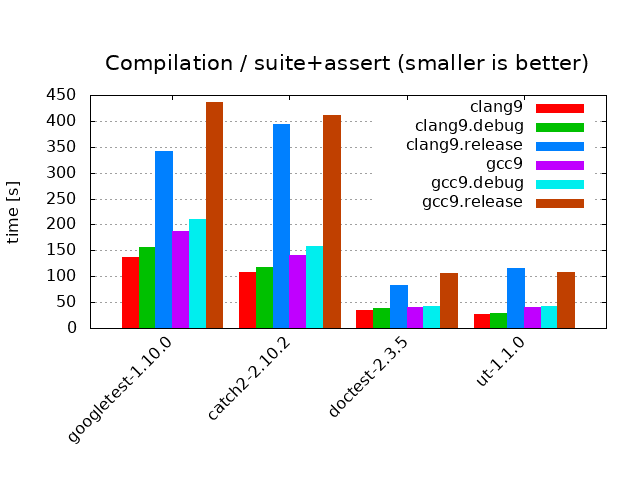 Compilation / suite+assert (smaller is better)
time [s]
450
400
350
300
250
200
150
100
50
0
clang9
clang9.debug
clang9.release
gcc9
gcc9.debug
gcc9.release
googletest-1.10.0
catch2-2.10.2
doctest-2.3.5
ut-1.1.0